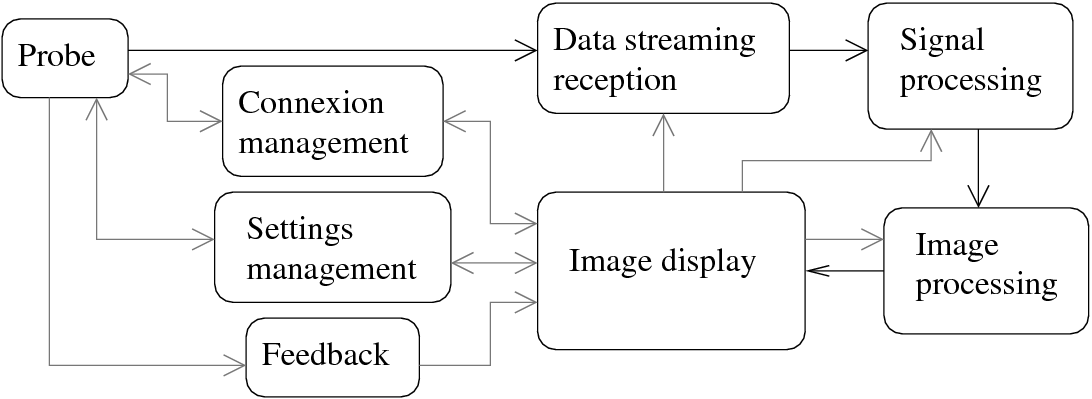 Probe
Data streaming
reception
Signal
processing
Connexion
management
Settings
management
Image display
Image
processing
Feedback